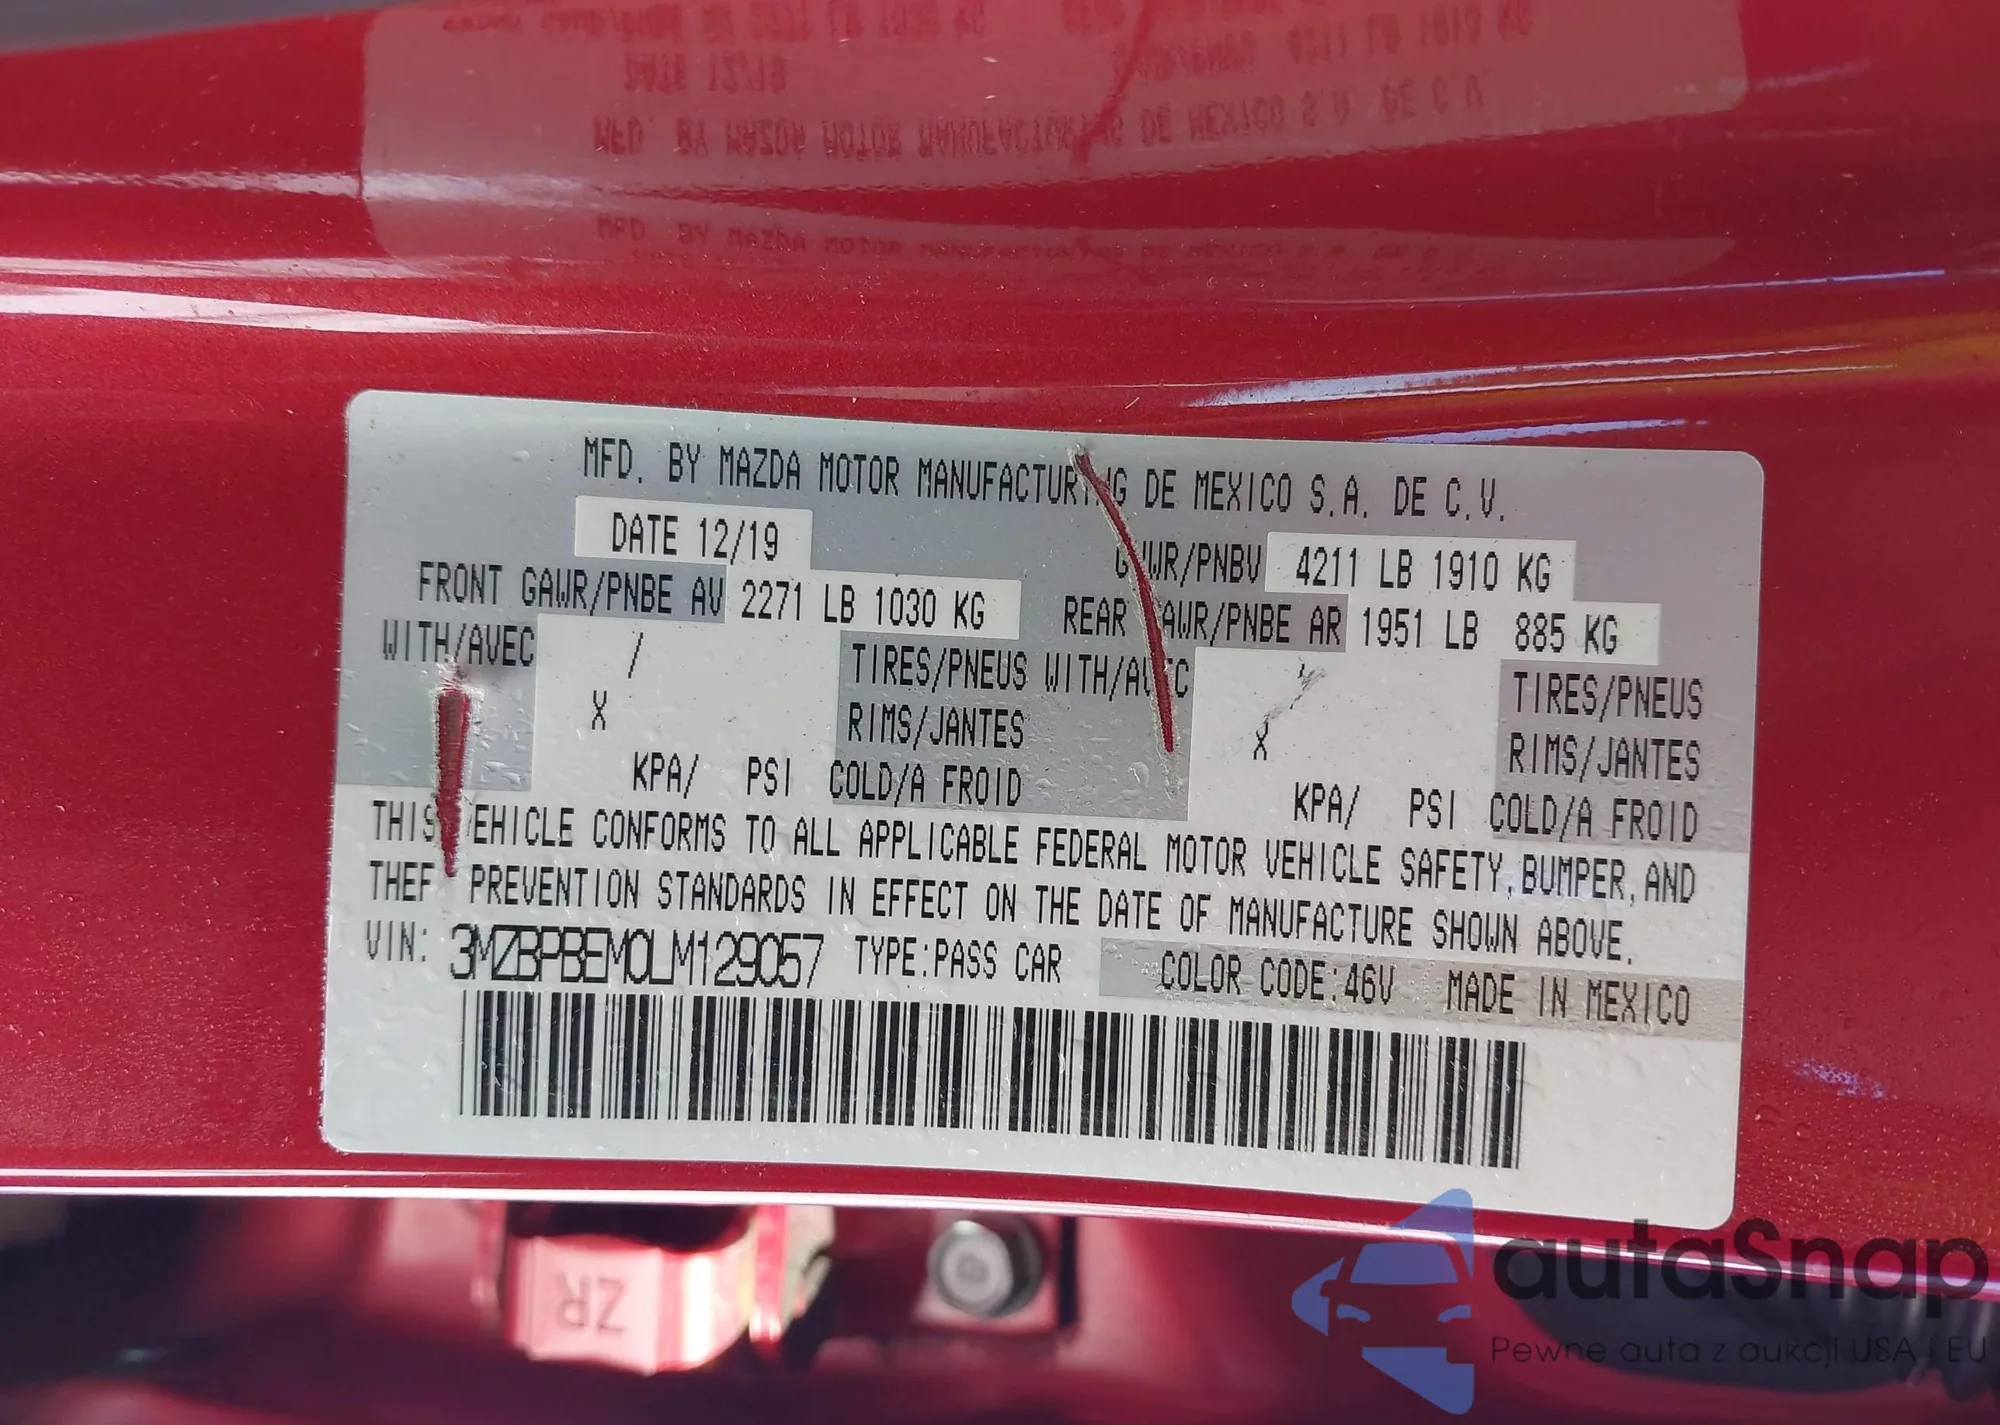 MFD. BY MAZDA MOTOR MANUFACTURING DE MEXICO S.A. DE C.V.
DATE 12/19 GVWR/PNBV 4211 LB 1910 KG
FRONT GAWR/PNBE AV 2271 LB 1030 KG REAR GAWR/PNBE AR 1951 LB 885 KG
WITH/AVEC / TIRES/PNEUS WITH/AVEC / TIRES/PNEUS
X RIMS/JANTES X RIMS/JANTES
KPA/ PSI COLD/A FROID KPA/ PSI COLD/A FROID
THIS VEHICLE CONFORMS TO ALL APPLICABLE FEDERAL MOTOR VEHICLE SAFETY, BUMPER, AND
THEFT PREVENTION STANDARDS IN EFFECT ON THE DATE OF MANUFACTURE SHOWN ABOVE.
VIN: 3MZBPBEM0LM129057 TYPE:PASS CAR COLOR CODE:46V MADE IN MEXICO
ZR
8
autaSnap
Pewne auta z aukcji USA i EU